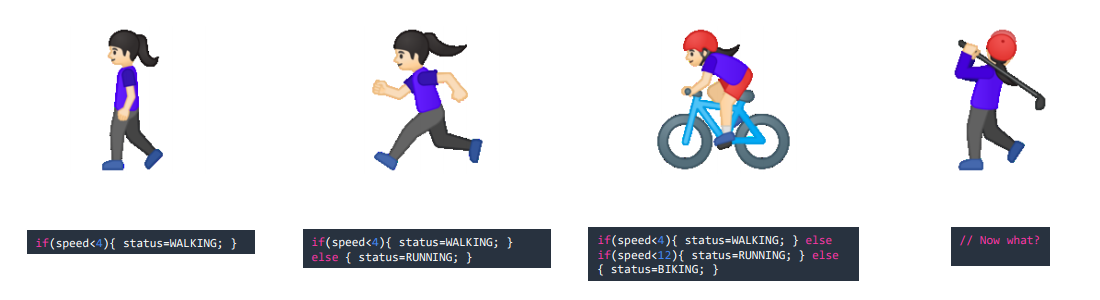 if(speed<4){ status=WALKING; }
if(speed<4){ status=WALKING; }
else { status=RUNNING; }
if(speed<4){ status=WALKING; } else
if(speed<12){ status=RUNNING; } else
{ status=BIKING; }
// Now what?